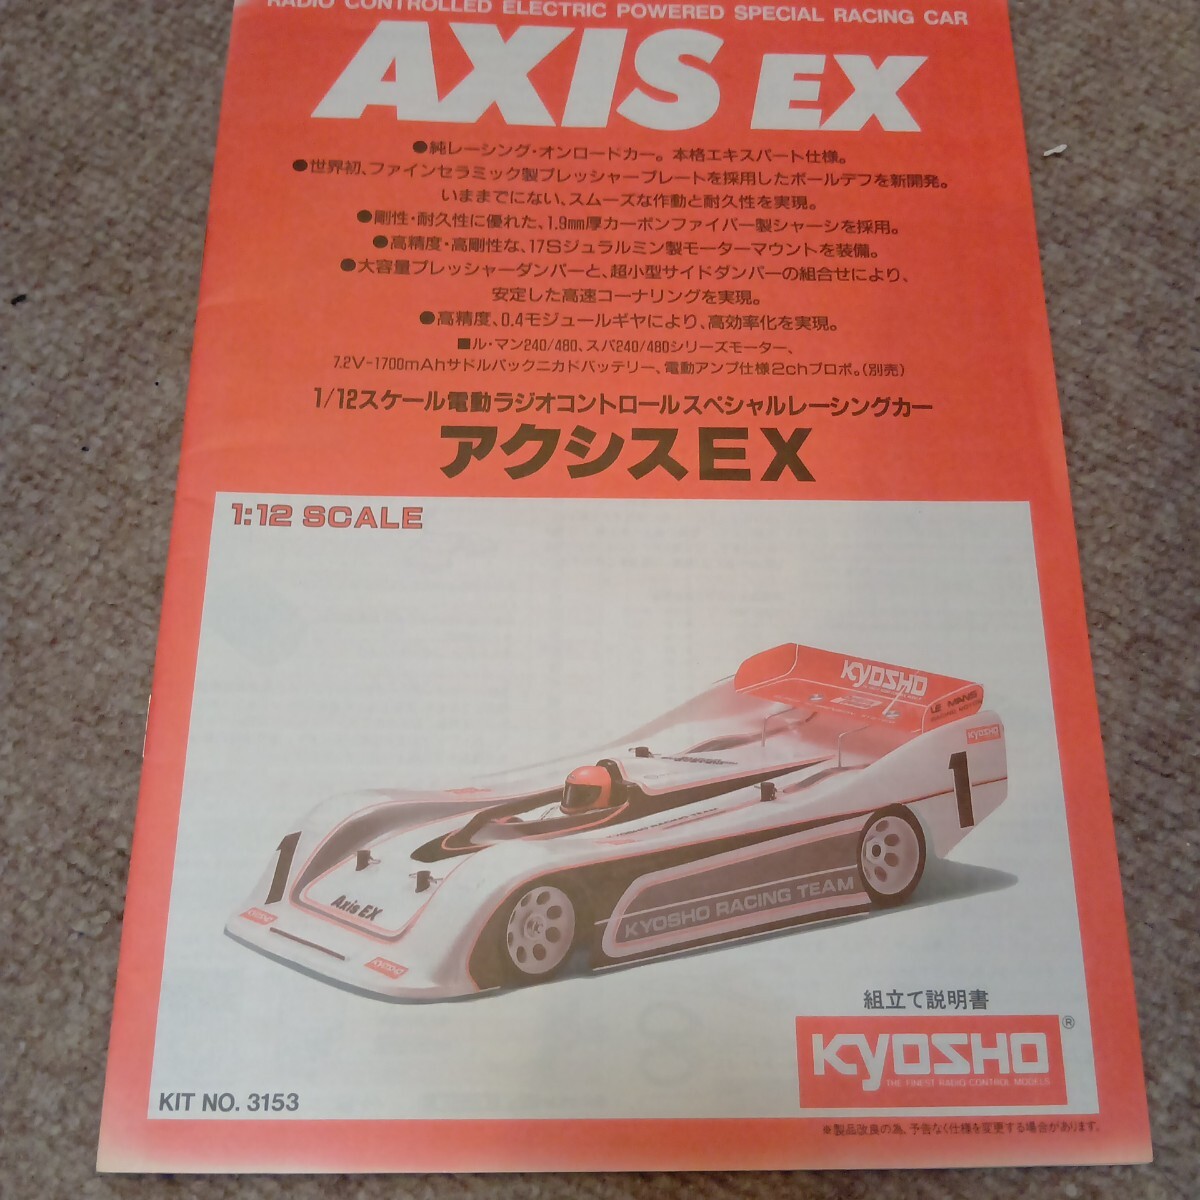 RADIO CONTROLLED ELECTRIC POWERED SPECIAL RACING CAR
AXIS EX
●純レーシング・オンロードカー。本格エキスパート仕様。
●世界初、ファインセラミック製プレッシャープレートを採用したボールデフを新開発。
いままでにない、スムーズな作動と耐久性を実現。
●剛性・耐久性に優れた、1.9mm厚カーボンファイバー製シャーシを採用。
●高精度・高剛性な、17Sジュラルミン製モーターマウントを装備。
●大容量プレッシャーダンパーと、超小型サイドダンパーの組合せにより、
安定した高速コーナリングを実現。
●高精度、0.4モジュールギヤにより、高効率化を実現。
■ル・マン240/480、スパ240/480シリーズモーター、
7.2V-1700mAhサドルパックニカドバッテリー、電動アンプ仕様2chプロポ。(別売)
1/12スケール電動ラジオコントロールスペシャルレーシングカー
アクシスEX
1:12 SCALE
KYOSHO
LE MANS
KYOSHO
1
KYOSHO RACING TEAM
1
Axis EX
KYOSHO RACING TEAM
KYOSHO
KYOSHO
組立て説明書
KYOSHO®
THE FINEST RADIO CONTROL MODELS
KIT NO. 3153
※製品改良の為、予告なく仕様を変更する場合があります。